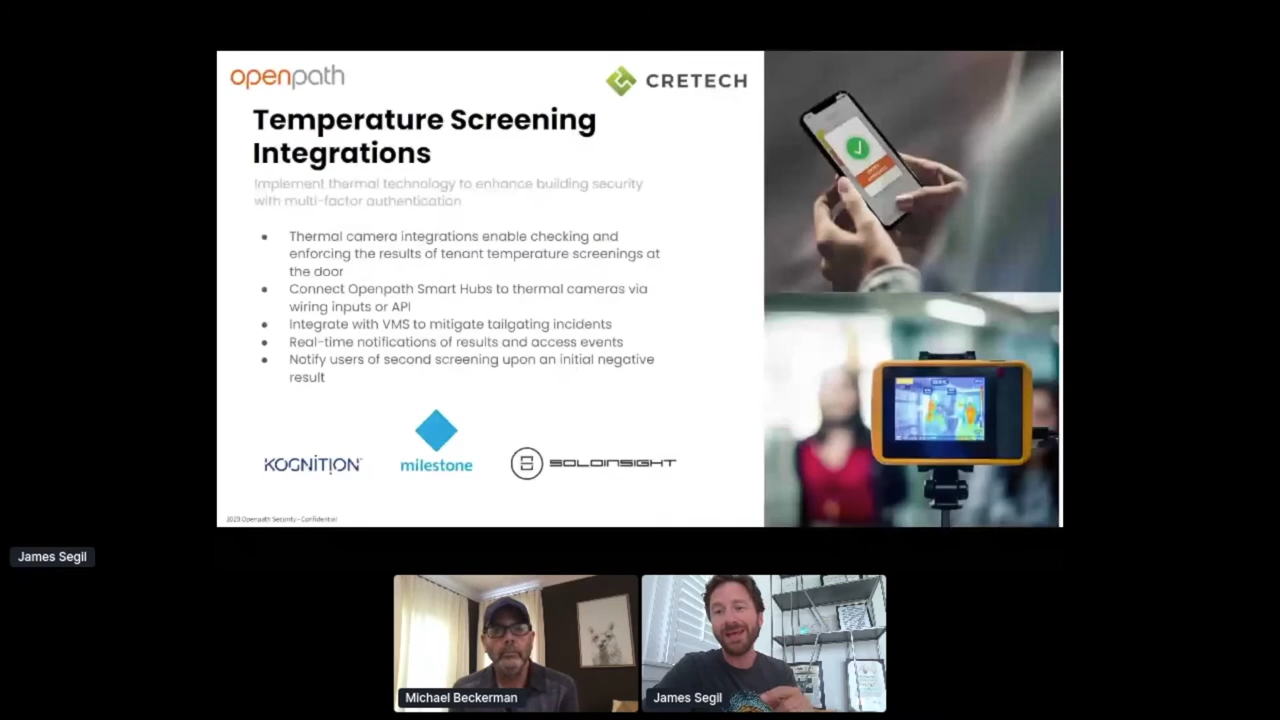 openpath
CRETECH
Temperature Screening
Integrations
Implement thermal technology to enhance building security
with multi-factor authentication
● Thermal camera integrations enable checking and
enforcing the results of tenant temperature screenings at
the door
● Connect Openpath Smart Hubs to thermal cameras via
wiring inputs or API
● Integrate with VMS to mitigate tailgating incidents
● Real-time notifications of results and access events
● Notify users of second screening upon an initial negative
result
KOGNITION
milestone
SOLOINSIGHT
Openpath Security - Confidential
James Segil
Michael Beckerman
James Segil